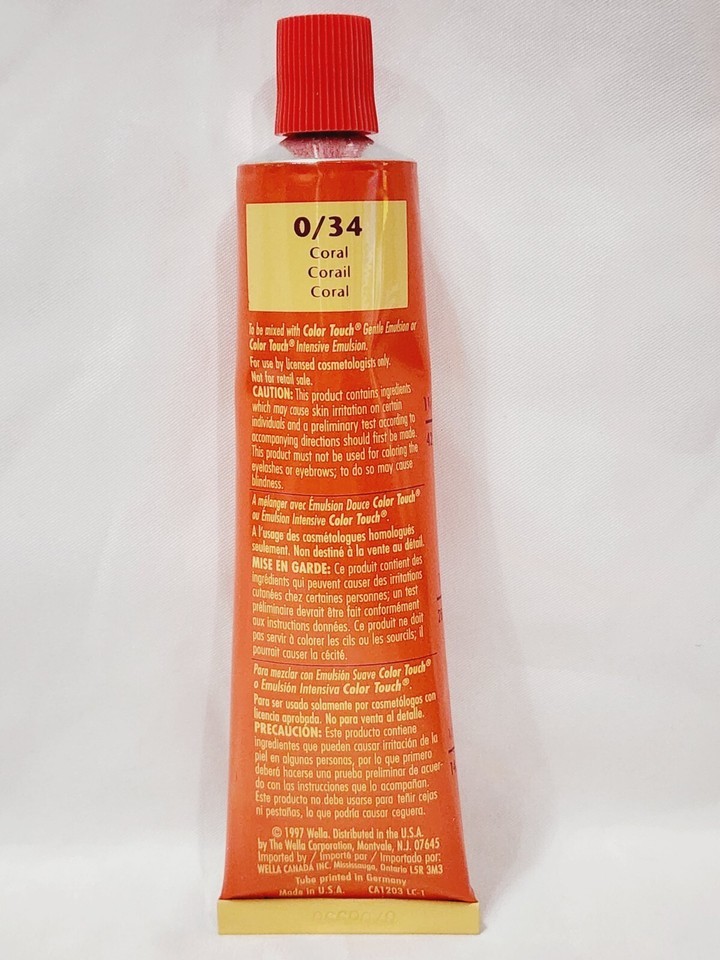 0/34
Coral
Corail
Coral
To be mixed with Color Touch® Gentle Emulsion or
Color Touch® Intensive Emulsion.
For use by licensed cosmetologists only.
Not for retail sale.
CAUTION: This product contains ingredients
which may cause skin irritation on certain
individuals and a preliminary test according to
accompanying directions should first be made.
This product must not be used for coloring the
eyelashes or eyebrows; to do so may cause
blindness.
A mélanger avec Émulsion Douce Color Touch®
ou Émulsion Intensive Color Touch®.
A l'usage des cosmétologues homologués
seulement. Non destiné à la vente au détail.
MISE EN GARDE: Ce produit contient des
ingrédients qui peuvent causer des irritations
cutanées chez certaines personnes; un test
préliminaire devrait être fait conformément
aux instructions données. Ce produit ne doit
pas servir à colorer les cils ou les sourcils; il
pourrait causer la cécité.
Para mezclar con Emulsión Suave Color Touch®
o Emulsión Intensiva Color Touch®.
Para ser usado solamente por cosmetólogos con
licencia aprobada. No para venta al detalle.
PRECAUCIÓN: Este producto contiene
ingredientes que pueden causar irritación de la
piel en algunas personas, por lo que primero
deberá hacerse una prueba preliminar de acuer-
do con las instrucciones que lo acompañan.
Este producto no debe usarse para teñir cejas
ni pestañas, lo que podría causar ceguera.
© 1997 Wella. Distributed in the U.S.A.
by The Wella Corporation, Montvale, N.J. 07645
Imported by / Importé par / Importado por:
WELLA CANADA INC. Mississauga, Ontario L5R 3M3
Tube printed in Germany
Made in U.S.A. CA1203 LC-1